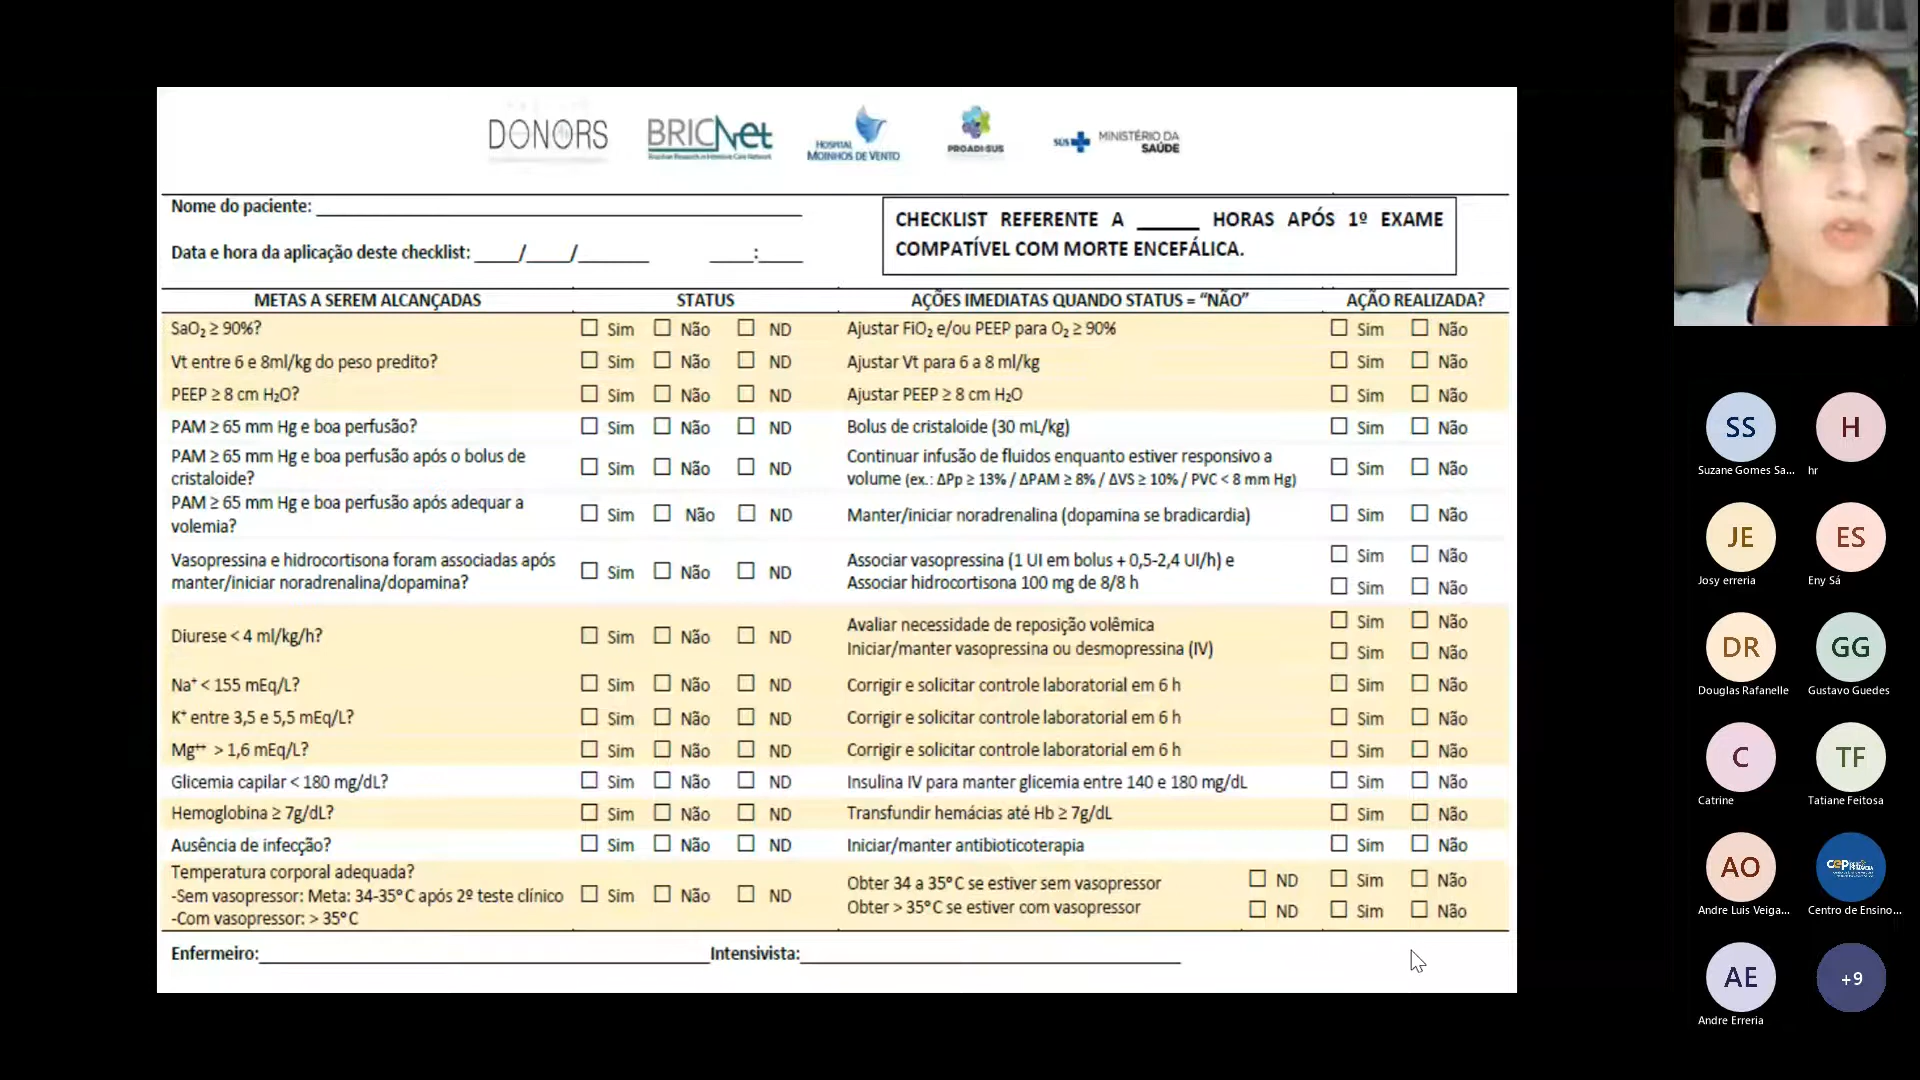 DONORS
BRICNet
Brazilian Research in Intensive Care Network
HOSPITAL
MOINHOS DE VENTO
PROADI-SUS
SUS
MINISTÉRIO DA
SAÚDE
Nome do paciente: ____
CHECKLIST REFERENTE A _____ HORAS APÓS 1º EXAME
COMPATÍVEL COM MORTE ENCEFÁLICA.
Data e hora da aplicação deste checklist: ____/____/______ ____:____
METAS A SEREM ALCANÇADAS STATUS AÇÕES IMEDIATAS QUANDO STATUS = “NÃO” AÇÃO REALIZADA?
SaO₂ ≥ 90%? ☐ Sim ☐ Não ☐ ND Ajustar FiO₂ e/ou PEEP para O₂ ≥ 90% ☐ Sim ☐ Não
Vt entre 6 e 8ml/kg do peso predito? ☐ Sim ☐ Não ☐ ND Ajustar Vt para 6 a 8 ml/kg ☐ Sim ☐ Não
PEEP ≥ 8 cm H₂O? ☐ Sim ☐ Não ☐ ND Ajustar PEEP ≥ 8 cm H₂O ☐ Sim ☐ Não
PAM ≥ 65 mm Hg e boa perfusão? ☐ Sim ☐ Não ☐ ND Bolus de cristaloide (30 mL/kg) ☐ Sim ☐ Não
PAM ≥ 65 mm Hg e boa perfusão após o bolus de
cristaloide? ☐ Sim ☐ Não ☐ ND
Continuar infusão de fluidos enquanto estiver responsivo a
volume (ex.: ΔPp ≥ 13% / ΔPAM ≥ 8% / ΔVS ≥ 10% / PVC < 8 mm Hg) ☐ Sim ☐ Não
PAM ≥ 65 mm Hg e boa perfusão após adequar a
volemia? ☐ Sim ☐ Não ☐ ND Manter/iniciar noradrenalina (dopamina se bradicardia) ☐ Sim ☐ Não
Vasopressina e hidrocortisona foram associadas após
manter/iniciar noradrenalina/dopamina? ☐ Sim ☐ Não ☐ ND
Associar vasopressina (1 UI em bolus + 0,5-2,4 UI/h) e ☐ Sim ☐ Não
Associar hidrocortisona 100 mg de 8/8 h ☐ Sim ☐ Não
Diurese < 4 ml/kg/h? ☐ Sim ☐ Não ☐ ND
Avaliar necessidade de reposição volêmica ☐ Sim ☐ Não
Iniciar/manter vasopressina ou desmopressina (IV) ☐ Sim ☐ Não
Na⁺ < 155 mEq/L? ☐ Sim ☐ Não ☐ ND Corrigir e solicitar controle laboratorial em 6 h ☐ Sim ☐ Não
K⁺ entre 3,5 e 5,5 mEq/L? ☐ Sim ☐ Não ☐ ND Corrigir e solicitar controle laboratorial em 6 h ☐ Sim ☐ Não
Mg⁺⁺ > 1,6 mEq/L? ☐ Sim ☐ Não ☐ ND Corrigir e solicitar controle laboratorial em 6 h ☐ Sim ☐ Não
Glicemia capilar < 180 mg/dL? ☐ Sim ☐ Não ☐ ND Insulina IV para manter glicemia entre 140 e 180 mg/dL ☐ Sim ☐ Não
Hemoglobina ≥ 7g/dL? ☐ Sim ☐ Não ☐ ND Transfundir hemácias até Hb ≥ 7g/dL ☐ Sim ☐ Não
Ausência de infecção? ☐ Sim ☐ Não ☐ ND Iniciar/manter antibioticoterapia ☐ Sim ☐ Não
Temperatura corporal adequada?
-Sem vasopressor: Meta: 34-35°C após 2º teste clínico ☐ Sim ☐ Não ☐ ND
-Com vasopressor: > 35°C
Obter 34 a 35°C se estiver sem vasopressor ☐ ND ☐ Sim ☐ Não
Obter > 35°C se estiver com vasopressor ☐ ND ☐ Sim ☐ Não
Enfermeiro:____ Intensivista:____
SS
Suzane Gomes Sa...
H
hr
JE
Josy erreria
ES
Eny Sá
DR
Douglas Rafanelle
GG
Gustavo Guedes
C
Catrine
TF
Tatiane Feitosa
AO
Andre Luis Veiga...
CEP
Centro de Ensino...
AE
Andre Erreria
+9